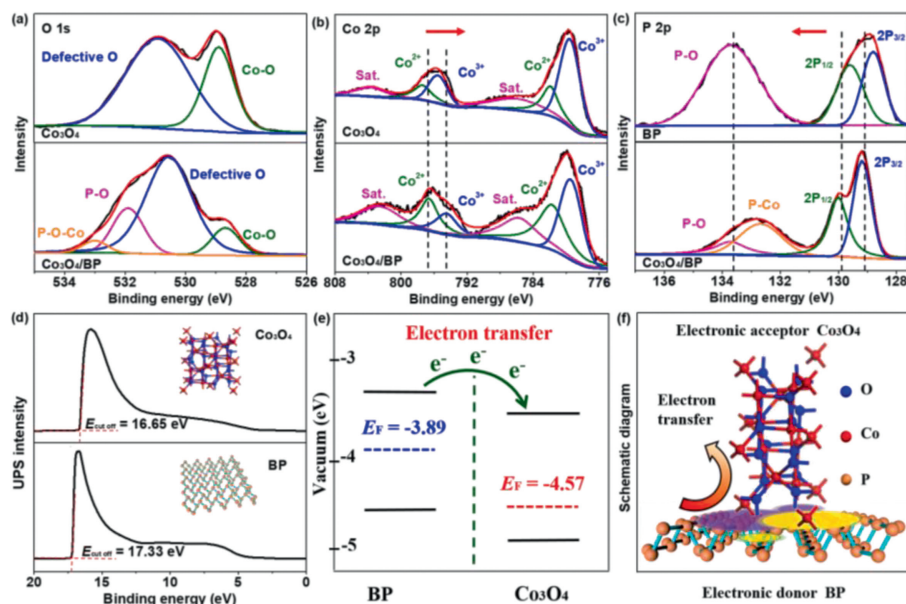 (a)
O 1s
Defective O
Co-O
Co₃O₄
Defective O
P-O
P-O-Co
Co-O
Co₃O₄/BP
534 532 530 528 526
Binding energy (eV)
Intensity
(b)
Co 2p
Co²⁺
Co³⁺
Sat.
Sat.
Co²⁺
Co³⁺
Co₃O₄
Sat.
Co²⁺
Co³⁺
Sat.
Co²⁺
Co³⁺
Co₃O₄/BP
808 800 792 784 776
Binding energy (eV)
Intensity
(c)
P 2p
P-O
2P₁/₂
2P₃/₂
BP
P-O
P-Co
2P₁/₂
2P₃/₂
Co₃O₄/BP
136 134 132 130 128
Binding energy (eV)
Intensity
(d)
Co₃O₄
E cut off = 16.65 eV
BP
E cut off = 17.33 eV
20 15 10 5 0
Binding energy (eV)
UPS intensity
(e)
Electron transfer
e⁻
e⁻
e⁻
-3
-4
-5
Vacuum (eV)
EF = -3.89
EF = -4.57
BP
Co₃O₄
(f)
Electronic acceptor Co₃O₄
Electron
transfer
O
Co
P
Electronic donor BP
Schematic diagram